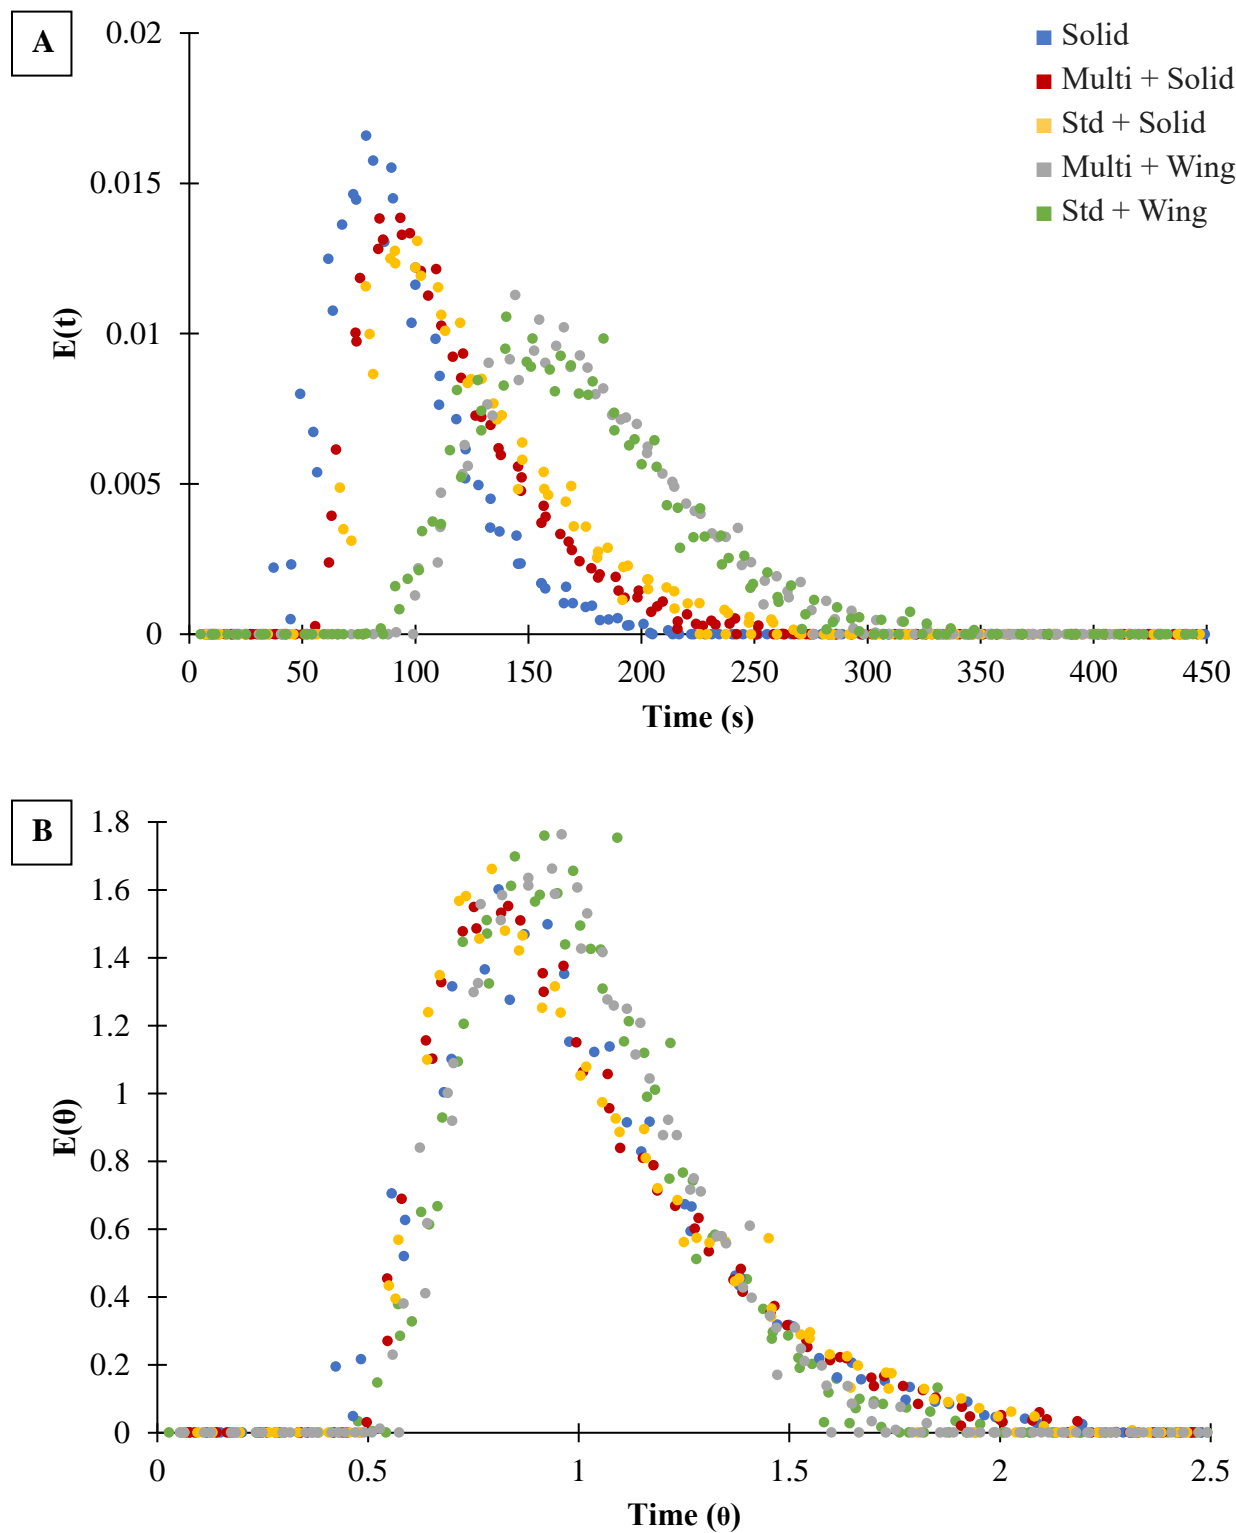 A
0.02
0.015
0.01
0.005
0
E(t)
0 50 100 150 200 250 300 350 400 450
Time (s)
Solid
Multi + Solid
Std + Solid
Multi + Wing
Std + Wing
B
1.8
1.6
1.4
1.2
1
0.8
0.6
0.4
0.2
0
E(θ)
0 0.5 1 1.5 2 2.5
Time (θ)